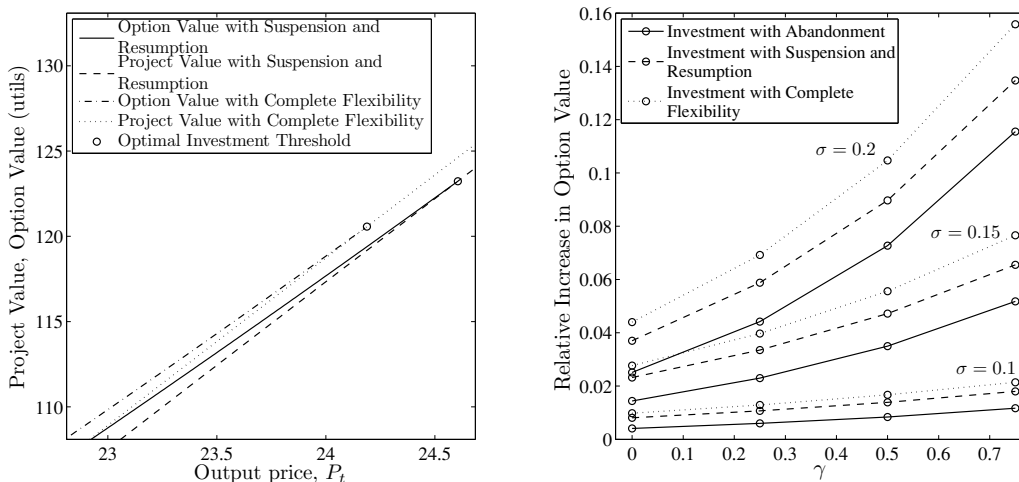 Option Value with Suspension and
Resumption
Project Value with Suspension and
Resumption
Option Value with Complete Flexibility
Project Value with Complete Flexibility
Optimal Investment Threshold
Project Value, Option Value (utils)
130
125
120
115
110
23
23.5
24
24.5
Output price, P_t
Investment with Abandonment
Investment with Suspension and
Resumption
Investment with Complete
Flexibility
Relative Increase in Option Value
0.16
0.14
0.12
0.1
0.08
0.06
0.04
0.02
0
σ = 0.2
σ = 0.15
σ = 0.1
0
0.1
0.2
0.3
0.4
0.5
0.6
0.7
γ